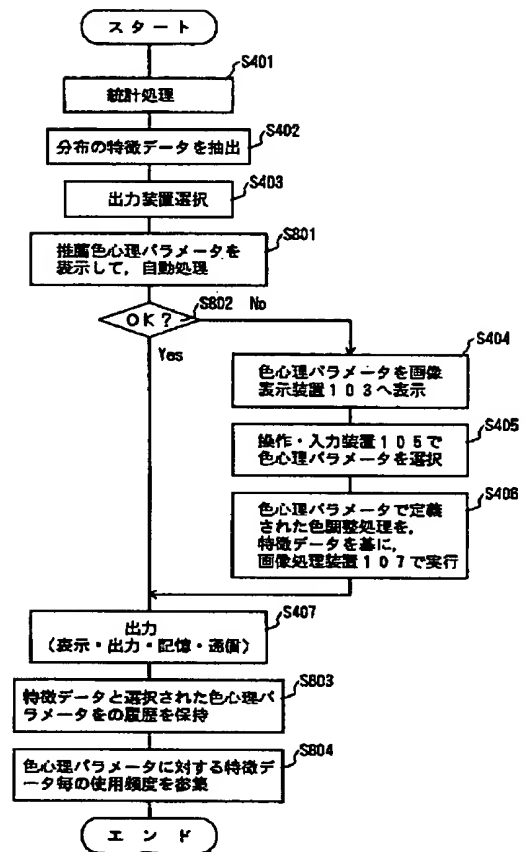 スタート
S401
統計処理
S402
分布の特徴データを抽出
S403
出力装置選択
S801
推薦色心理パラメータを
表示して,自動処理
S802 No
OK?
Yes
S404
色心理パラメータを画像
表示装置103へ表示
S405
操作・入力装置105で
色心理パラメータを選択
S406
色心理パラメータで定義
された色調整処理を,
特徴データを基に,
画像処理装置107で実行
S407
出力
(表示・出力・記憶・通信)
S803
特徴データと選択された色心理パ
ラメータをの履歴を保持
S804
色心理パラメータに対する特徴デ
ータ毎の使用頻度を募集
エンド